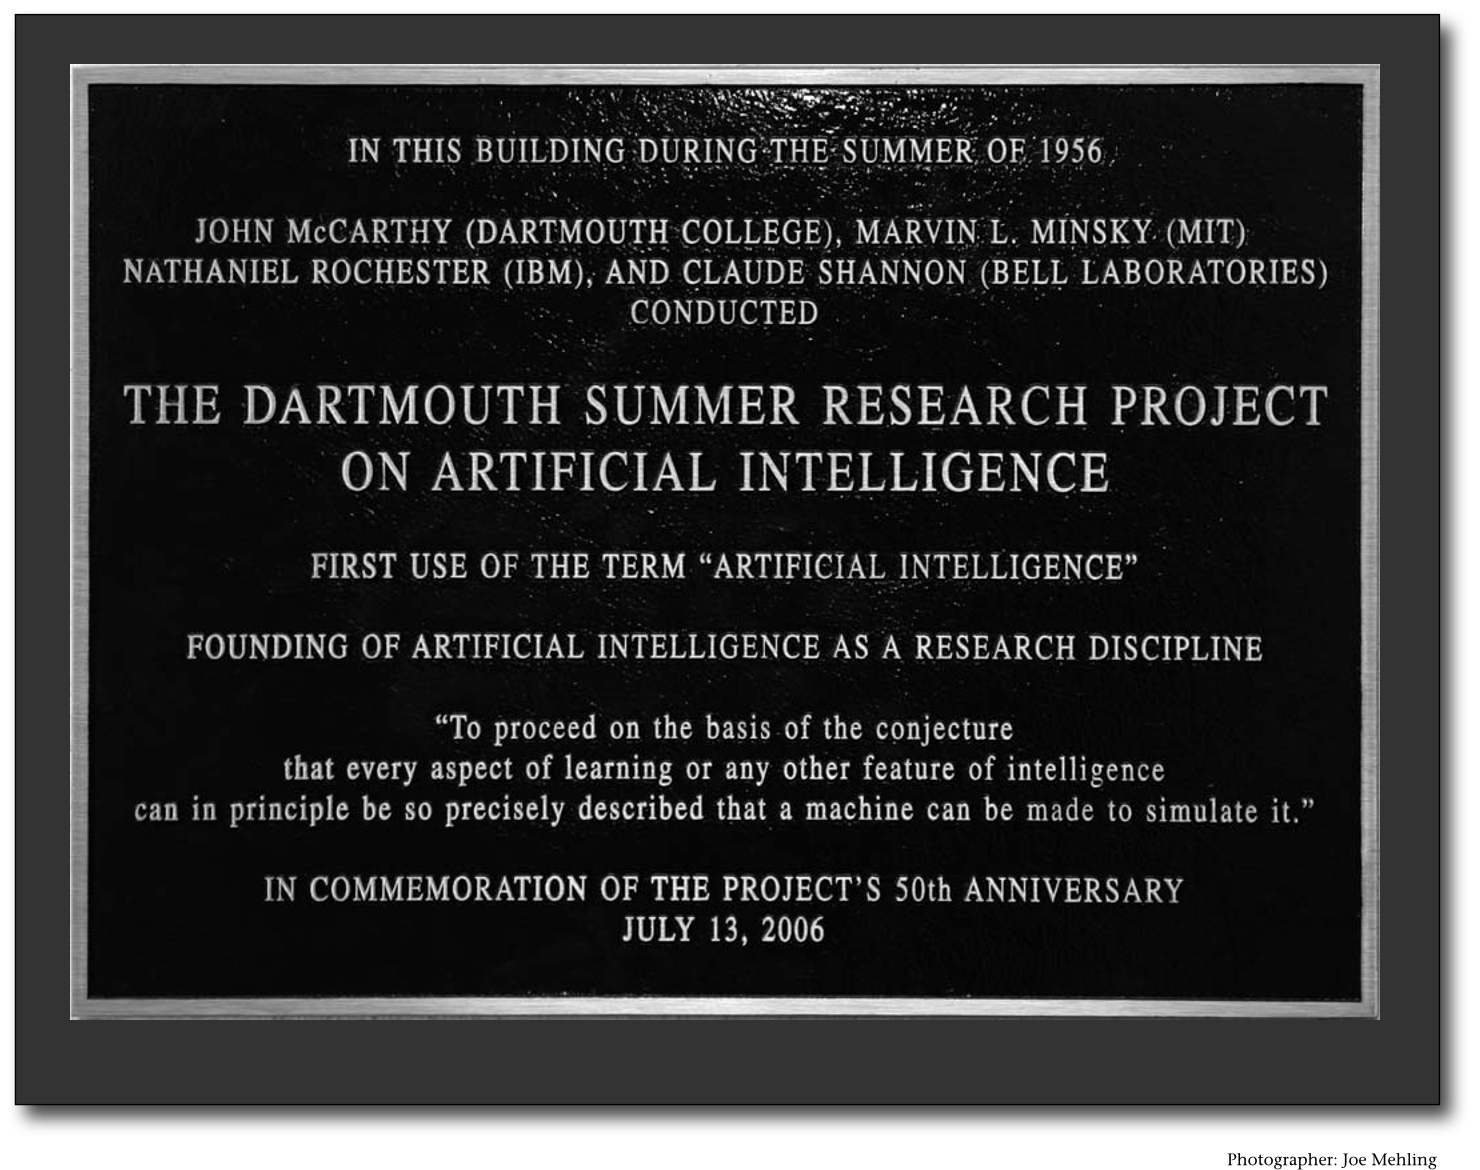 IN THIS BUILDING DURING THE SUMMER OF 1956
JOHN McCARTHY (DARTMOUTH COLLEGE), MARVIN L. MINSKY (MIT)
NATHANIEL ROCHESTER (IBM), AND CLAUDE SHANNON (BELL LABORATORIES)
CONDUCTED
THE DARTMOUTH SUMMER RESEARCH PROJECT
ON ARTIFICIAL INTELLIGENCE
FIRST USE OF THE TERM “ARTIFICIAL INTELLIGENCE”
FOUNDING OF ARTIFICIAL INTELLIGENCE AS A RESEARCH DISCIPLINE
“To proceed on the basis of the conjecture
that every aspect of learning or any other feature of intelligence
can in principle be so precisely described that a machine can be made to simulate it.”
IN COMMEMORATION OF THE PROJECT’S 50th ANNIVERSARY
JULY 13, 2006
Photographer: Joe Mehling